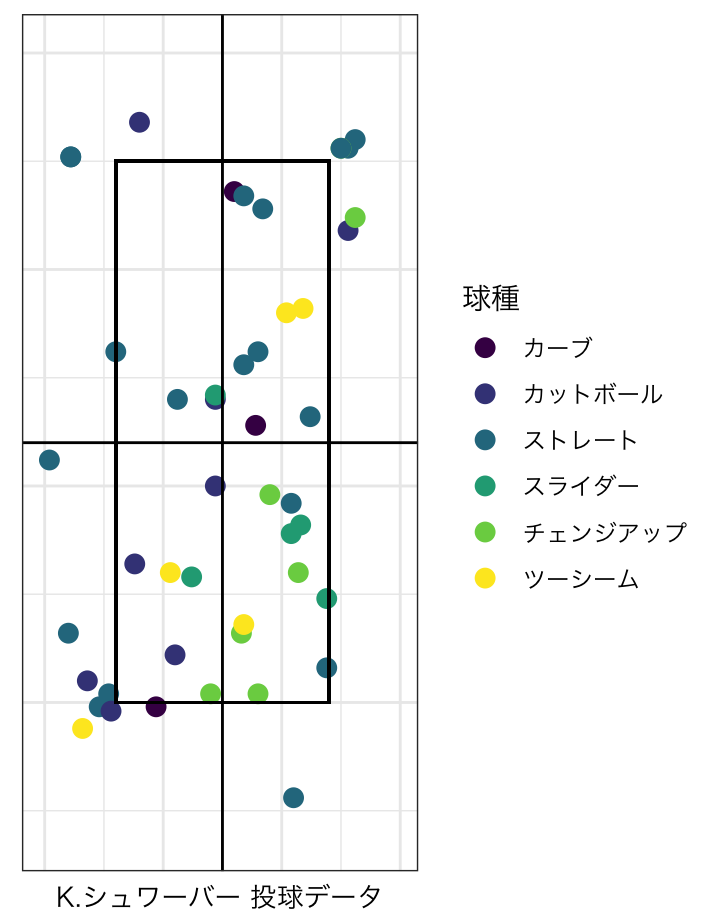 球種
カーブ
カットボール
ストレート
スライダー
チェンジアップ
ツーシーム
K.シュワーバー 投球データ